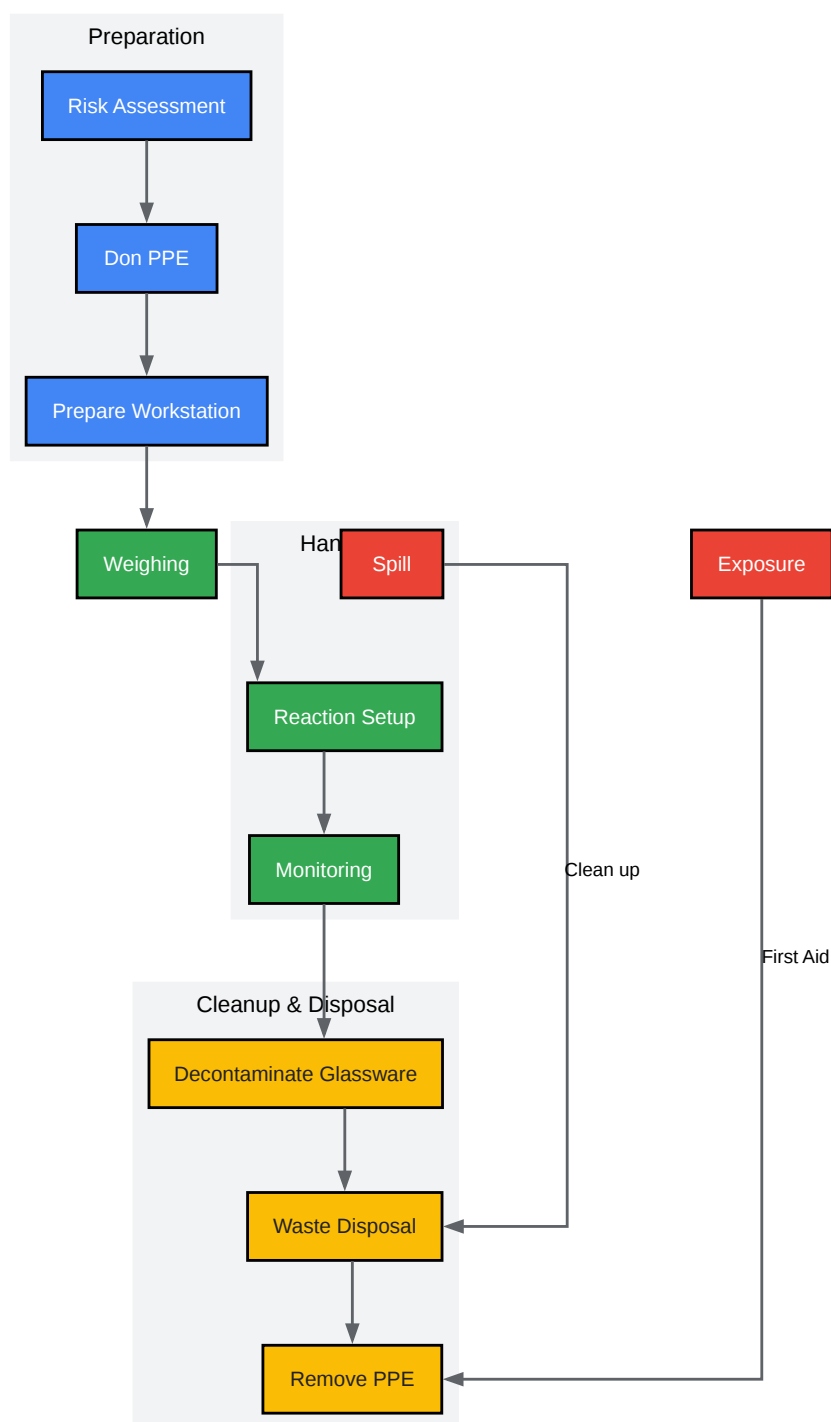 Preparation
Risk Assessment
Don PPE
Prepare Workstation
Weighing
Spill
Exposure
Reaction Setup
Monitoring
Clean up
First Aid
Cleanup & Disposal
Decontaminate Glassware
Waste Disposal
Remove PPE